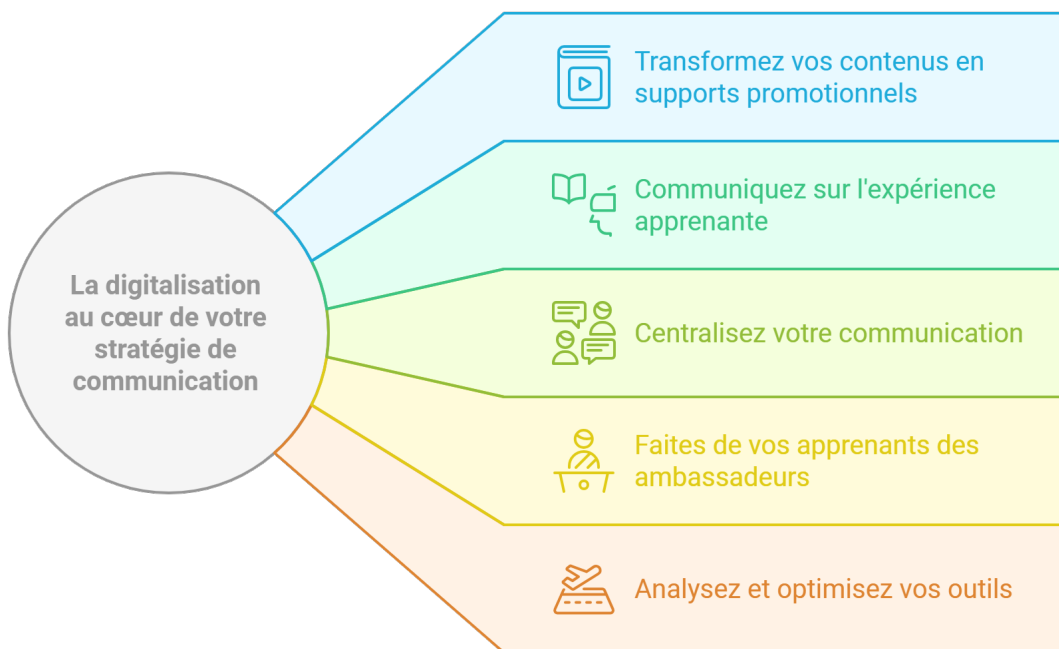 La digitalisation
au cœur de votre
stratégie de
communication
Transformez vos contenus en
supports promotionnels
Communiquez sur l'expérience
apprenante
Centralisez votre communication
Faites de vos apprenants des
ambassadeurs
Analysez et optimisez vos outils